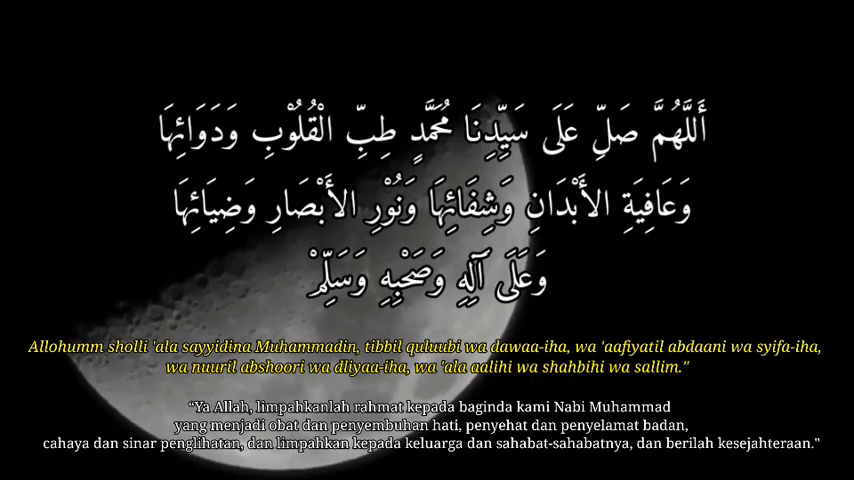 أَللَّهُمَّ صَلِّ عَلَى سَيِّدِنَا مُحَمَّدٍ طِبِّ الْقُلُوْبِ وَدَوَائِهَا
وَعَافِيَةِ الأَبْدَانِ وَشِفَائِهَا وَنُوْرِ الأَبْصَارِ وَضِيَائِهَا
وَعَلَى آلِهِ وَصَحْبِهِ وَسَلِّمْ
Allohumm sholli 'ala sayyidina Muhammadin, tibbil quluubi wa dawaa-iha, wa 'aafiyatil abdaani wa syifa-iha,
wa nuuril abshoori wa dliyaa-iha, wa 'ala aalihi wa shahbihi wa sallim."
“Ya Allah, limpahkanlah rahmat kepada baginda kami Nabi Muhammad
yang menjadi obat dan penyembuhan hati, penyehat dan penyelamat badan,
cahaya dan sinar penglihatan, dan limpahkan kepada keluarga dan sahabat-sahabatnya, dan berilah kesejahteraan."